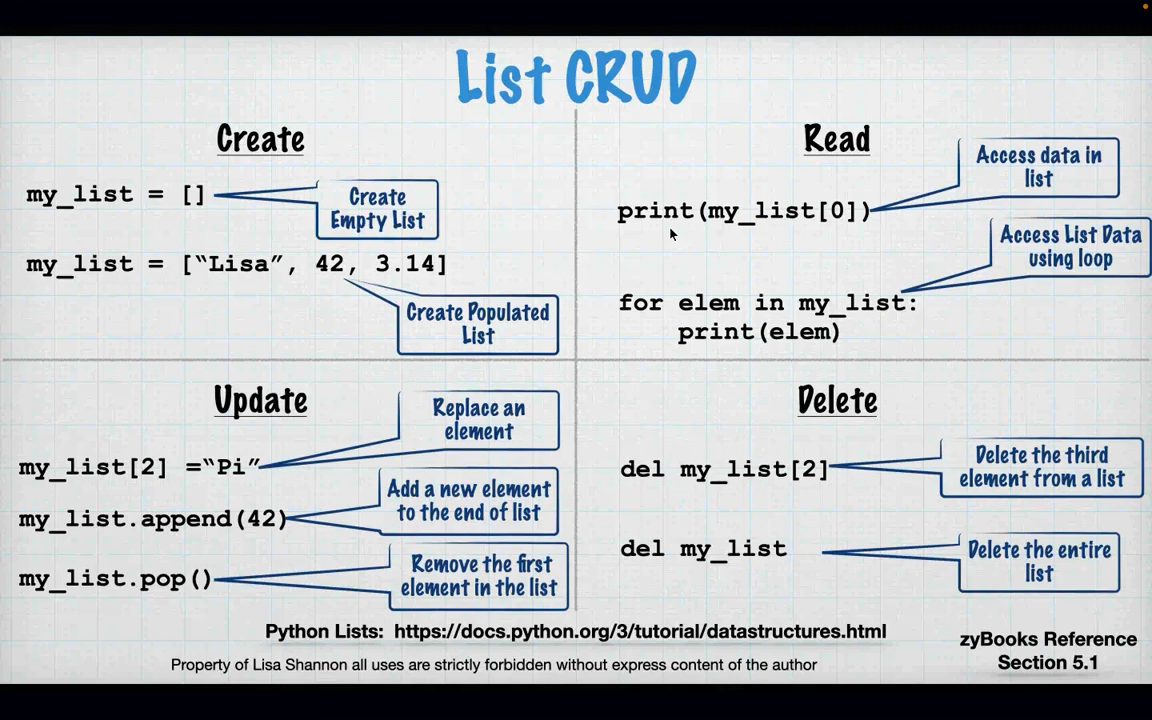 List CRUD
Create
my_list = []
Create
Empty List
my_list = [“Lisa”, 42, 3.14]
Create Populated
List
Read
Access data in
list
print(my_list[0])
Access List Data
using loop
for elem in my_list:
    print(elem)
Update
Replace an
element
my_list[2] =“Pi”
Add a new element
to the end of list
my_list.append(42)
Remove the first
element in the list
my_list.pop()
Delete
del my_list[2]
Delete the third
element from a list
del my_list
Delete the entire
list
Python Lists:  https://docs.python.org/3/tutorial/datastructures.html
Property of Lisa Shannon all uses are strictly forbidden without express content of the author
zyBooks Reference
Section 5.1